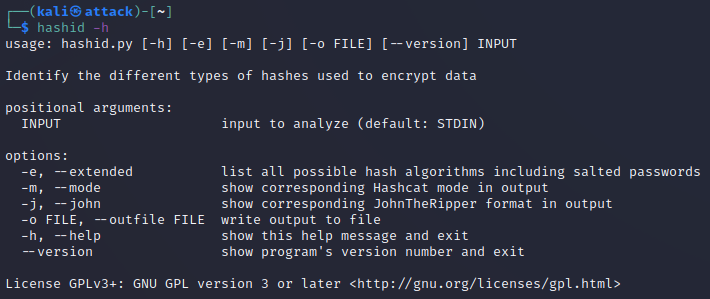 ┌──(kali㉿attack)-[~]
└─$ hashid -h
usage: hashid.py [-h] [-e] [-m] [-j] [-o FILE] [--version] INPUT

Identify the different types of hashes used to encrypt data

positional arguments:
  INPUT                    input to analyze (default: STDIN)

options:
  -e, --extended           list all possible hash algorithms including salted passwords
  -m, --mode               show corresponding Hashcat mode in output
  -j, --john               show corresponding JohnTheRipper format in output
  -o FILE, --outfile FILE  write output to file
  -h, --help               show this help message and exit
  --version                show program's version number and exit

License GPLv3+: GNU GPL version 3 or later <http://gnu.org/licenses/gpl.html>